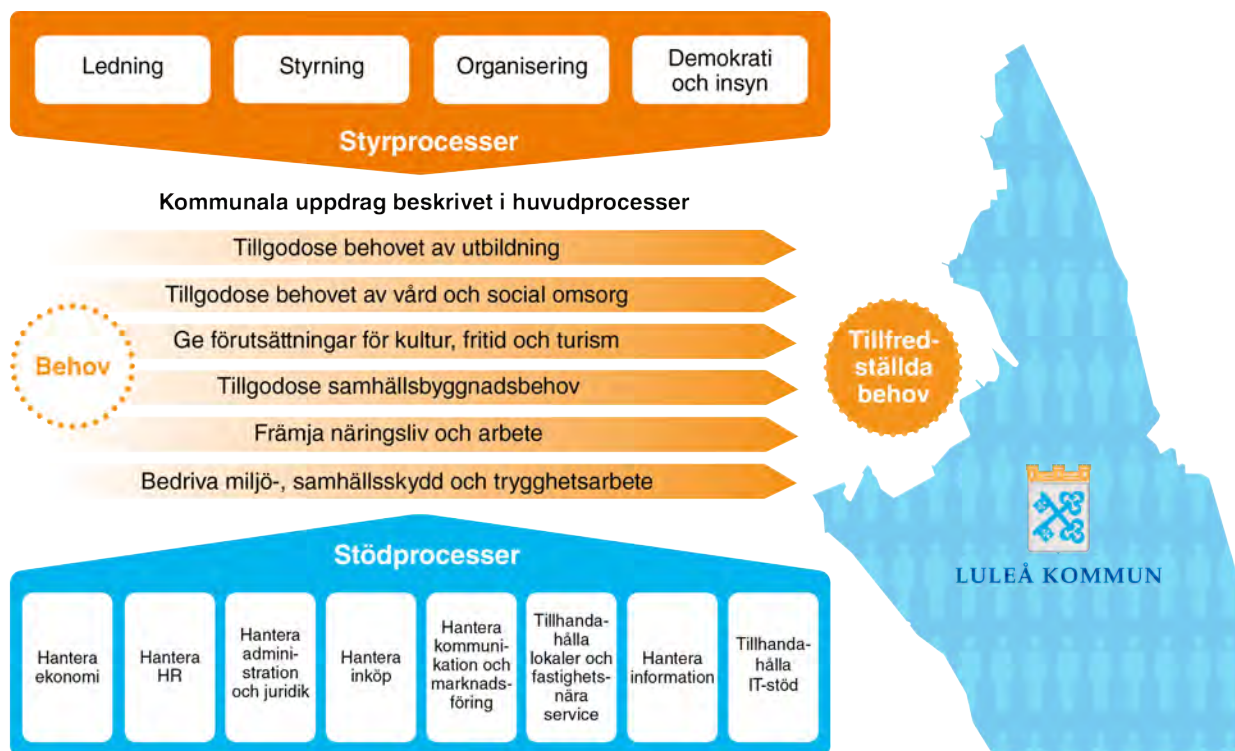 Ledning
Styrning
Organisering
Demokrati
och insyn
Styrprocesser
Kommunala uppdrag beskrivet i huvudprocesser
Tillgodose behovet av utbildning
Tillgodose behovet av vård och social omsorg
Ge förutsättningar för kultur, fritid och turism
Tillgodose samhällsbyggnadsbehov
Främja näringsliv och arbete
Bedriva miljö-, samhällsskydd och trygghetsarbete
Behov
Tillfred-
ställda
behov
LULEÅ KOMMUN
Stödprocesser
Hantera
ekonomi
Hantera
HR
Hantera
admini-
stration
och juridik
Hantera
inköp
Hantera
kommuni-
kation och
marknads-
föring
Tillhanda-
hålla
lokaler och
fastighets-
nära
service
Hantera
information
Tillhanda-
hålla
IT-stöd